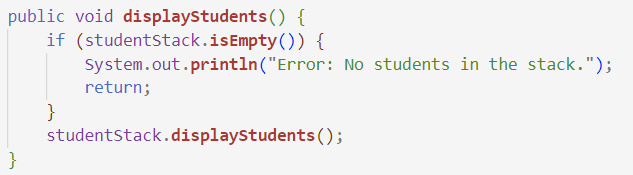 public void displayStudents() {
    if (studentStack.isEmpty()) {
        System.out.println("Error: No students in the stack.");
        return;
    }
    studentStack.displayStudents();
}